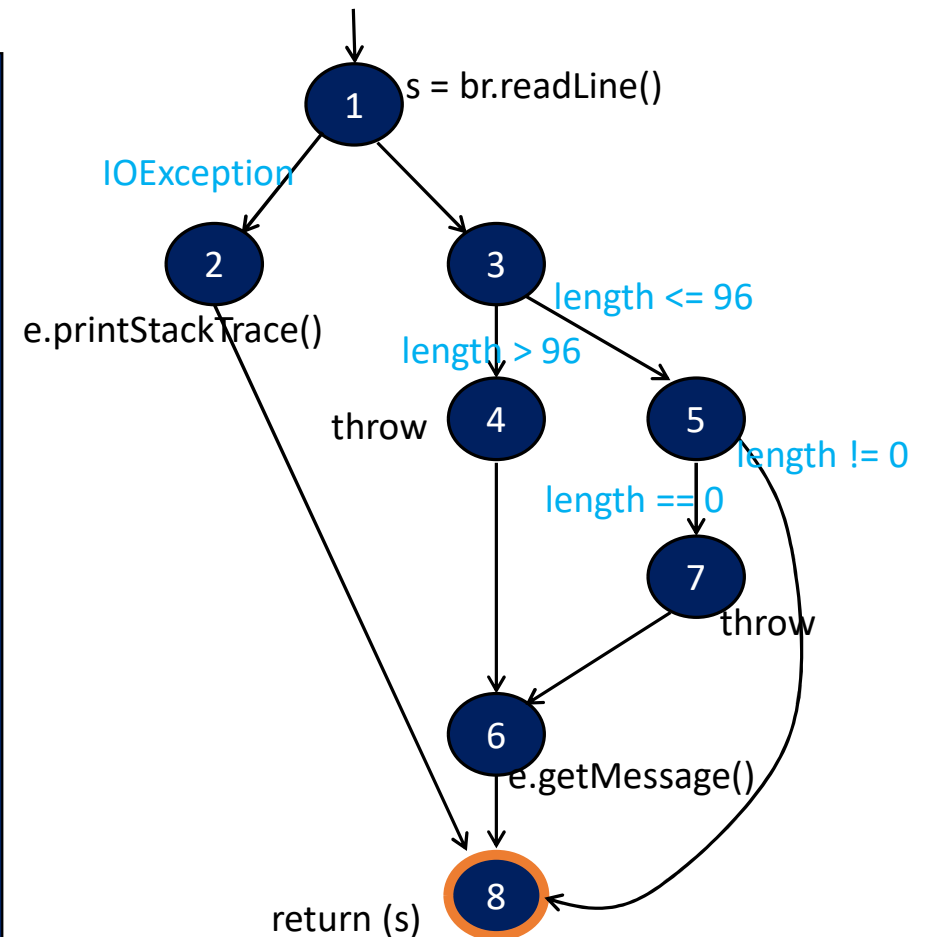 1
s = br.readLine()
IOException
2
3
length <= 96
e.printStackTrace()
length > 96
throw
4
5
length != 0
length == 0
7
throw
6
e.getMessage()
8
return (s)